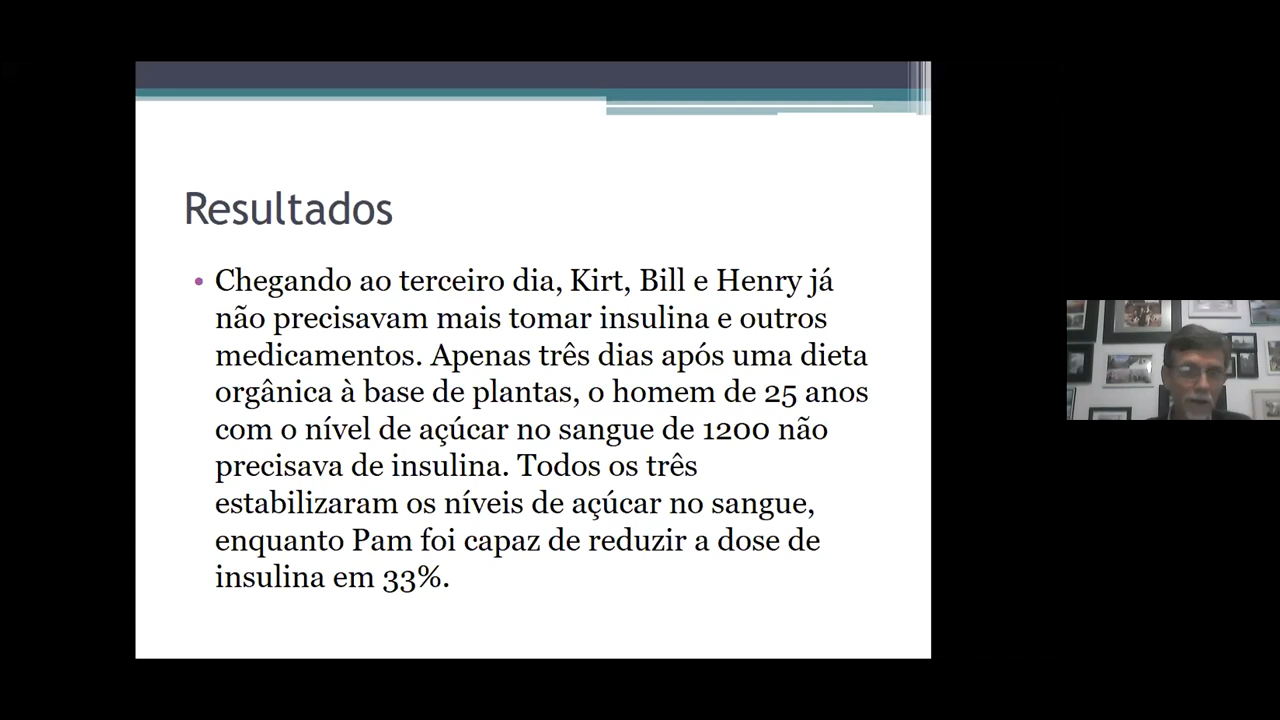 Resultados
• Chegando ao terceiro dia, Kirt, Bill e Henry já
não precisavam mais tomar insulina e outros
medicamentos. Apenas três dias após uma dieta
orgânica à base de plantas, o homem de 25 anos
com o nível de açúcar no sangue de 1200 não
precisava de insulina. Todos os três
estabilizaram os níveis de açúcar no sangue,
enquanto Pam foi capaz de reduzir a dose de
insulina em 33%.